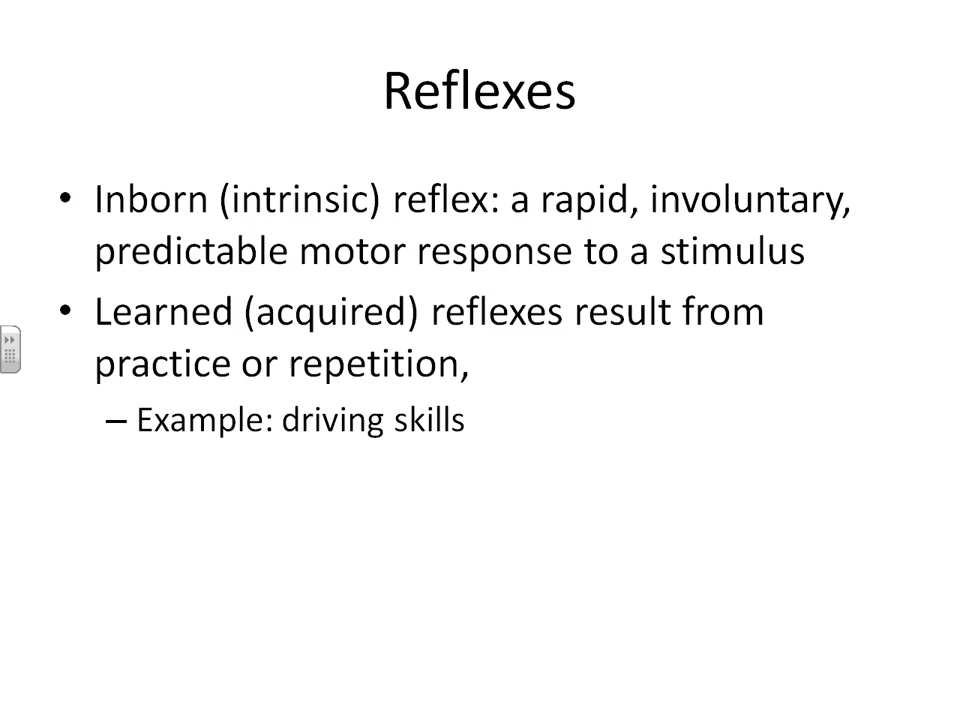 Reflexes
• Inborn (intrinsic) reflex: a rapid, involuntary,
predictable motor response to a stimulus
• Learned (acquired) reflexes result from
practice or repetition,
– Example: driving skills